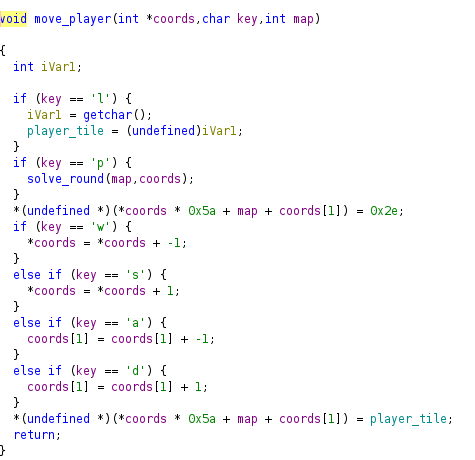 void move_player(int *coords,char key,int map)
{
int iVar1;
if (key == 'l') {
iVar1 = getchar();
player_tile = (undefined)iVar1;
}
if (key == 'p') {
solve_round(map,coords);
}
*(undefined *)(*coords * 0x5a + map + coords[1]) = 0x2e;
if (key == 'w') {
*coords = *coords + -1;
}
else if (key == 's') {
*coords = *coords + 1;
}
else if (key == 'a') {
coords[1] = coords[1] + -1;
}
else if (key == 'd') {
coords[1] = coords[1] + 1;
}
*(undefined *)(*coords * 0x5a + map + coords[1]) = player_tile;
return;
}